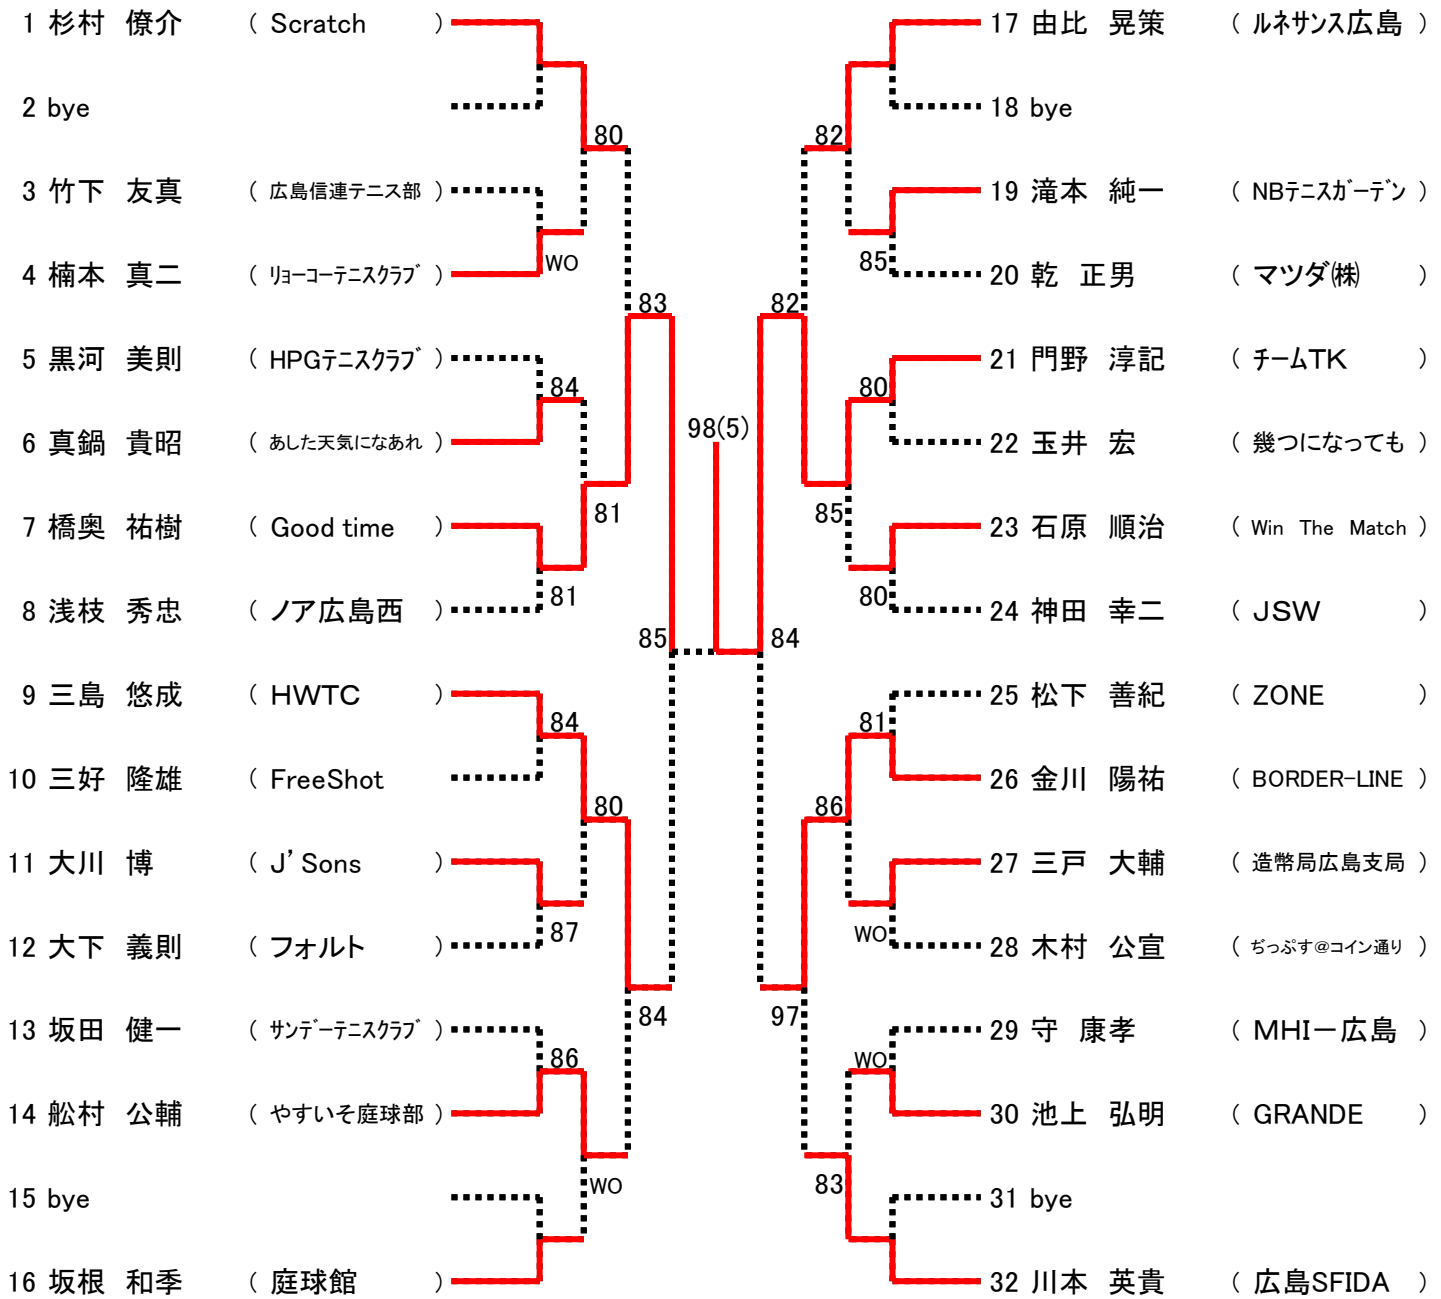 1 杉村 僚介 ( Scratch )
2 bye
80
3 竹下 友真 ( 広島信連テニス部 )
WO
4 楠本 真二 ( リョーコーテニスクラブ )
83
5 黒河 美則 ( HPGテニスクラブ )
84
6 真鍋 貴昭 ( あした天気になあれ )
81
7 橋奥 祐樹 ( Good time )
81
8 浅枝 秀忠 ( ノア広島西 )
85
9 三島 悠成 ( HWTC )
84
10 三好 隆雄 ( FreeShot
80
11 大川 博 ( J'Sons )
87
12 大下 義則 ( フォルト )
84
13 坂田 健一 ( サンデーテニスクラブ )
86
14 舩村 公輔 ( やすいそ庭球部 )
WO
15 bye
16 坂根 和季 ( 庭球館 )
98(5)
17 由比 晃策 ( ルネサンス広島 )
18 bye
82
19 滝本 純一 ( NBテニスガーデン )
85
20 乾 正男 ( マツダ㈱ )
82
21 門野 淳記 ( チームTK )
80
22 玉井 宏 ( 幾つになっても )
85
23 石原 順治 ( Win The Match )
80
24 神田 幸二 ( JSW )
84
25 松下 善紀 ( ZONE )
81
26 金川 陽祐 ( BORDER-LINE )
86
27 三戸 大輔 ( 造幣局広島支局 )
WO
28 木村 公宣 ( ぢっぷす@コイン通り )
97
29 守 康孝 ( MHIー広島 )
WO
30 池上 弘明 ( GRANDE )
83
31 bye
32 川本 英貴 ( 広島SFIDA )